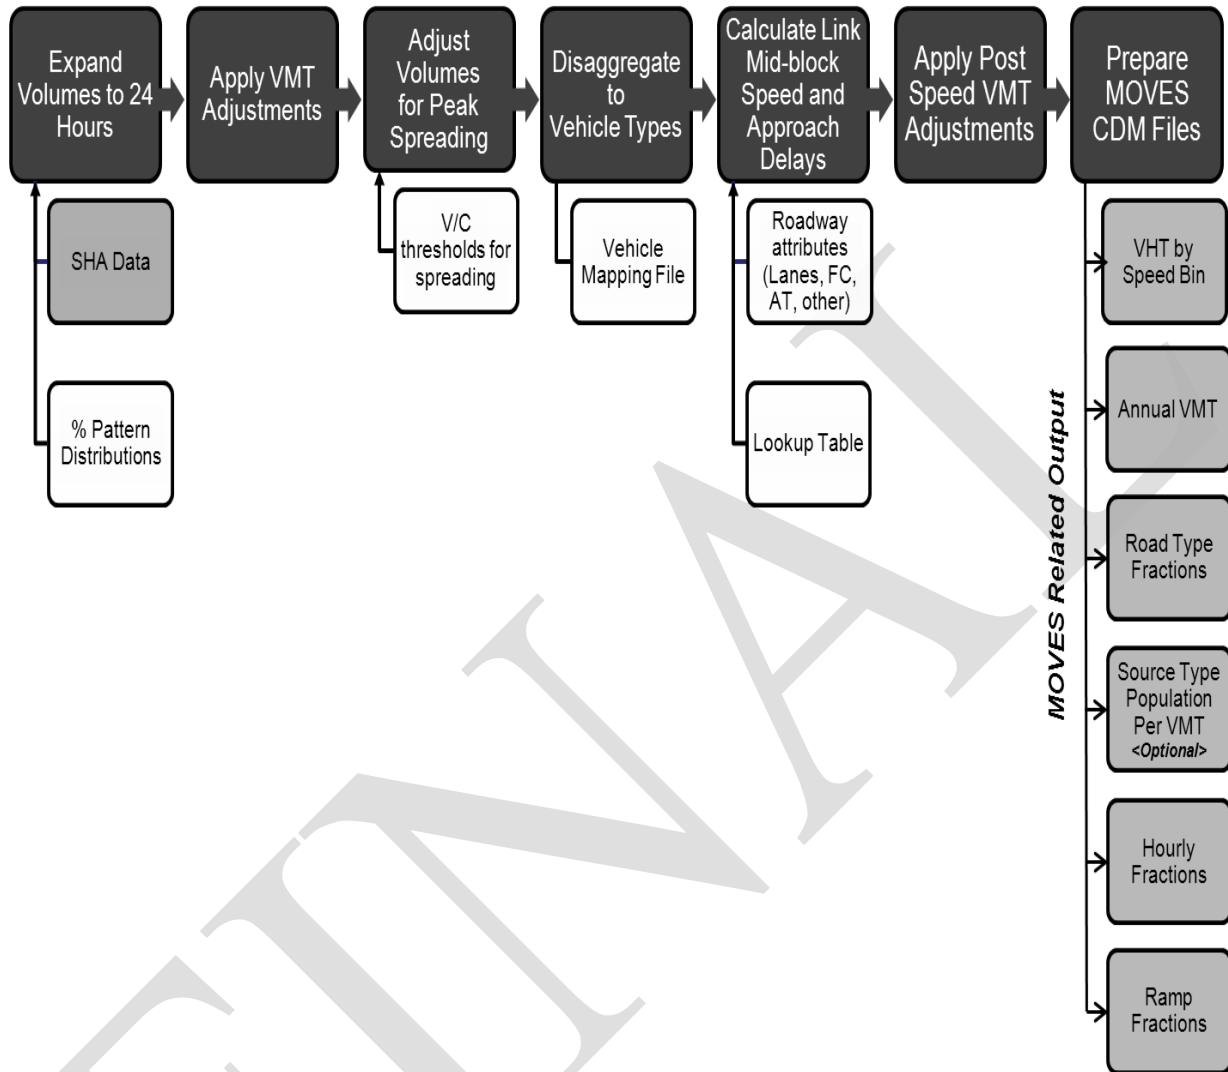 Expand
Volumes to 24
Hours
Apply VMT
Adjustments
Adjust
Volumes
for Peak
Spreading
Disaggregate
to
Vehicle Types
Calculate Link
Mid-block
Speed and
Approach
Delays
Apply Post
Speed VMT
Adjustments
Prepare
MOVES
CDM Files
SHA Data
% Pattern
Distributions
V/C
thresholds for
spreading
Vehicle
Mapping File
Roadway
attributes
(Lanes, FC,
AT, other)
Lookup Table
MOVES Related Output
VHT by
Speed Bin
Annual VMT
Road Type
Fractions
Source Type
Population
Per VMT
<Optional>
Hourly
Fractions
Ramp
Fractions
FINAL